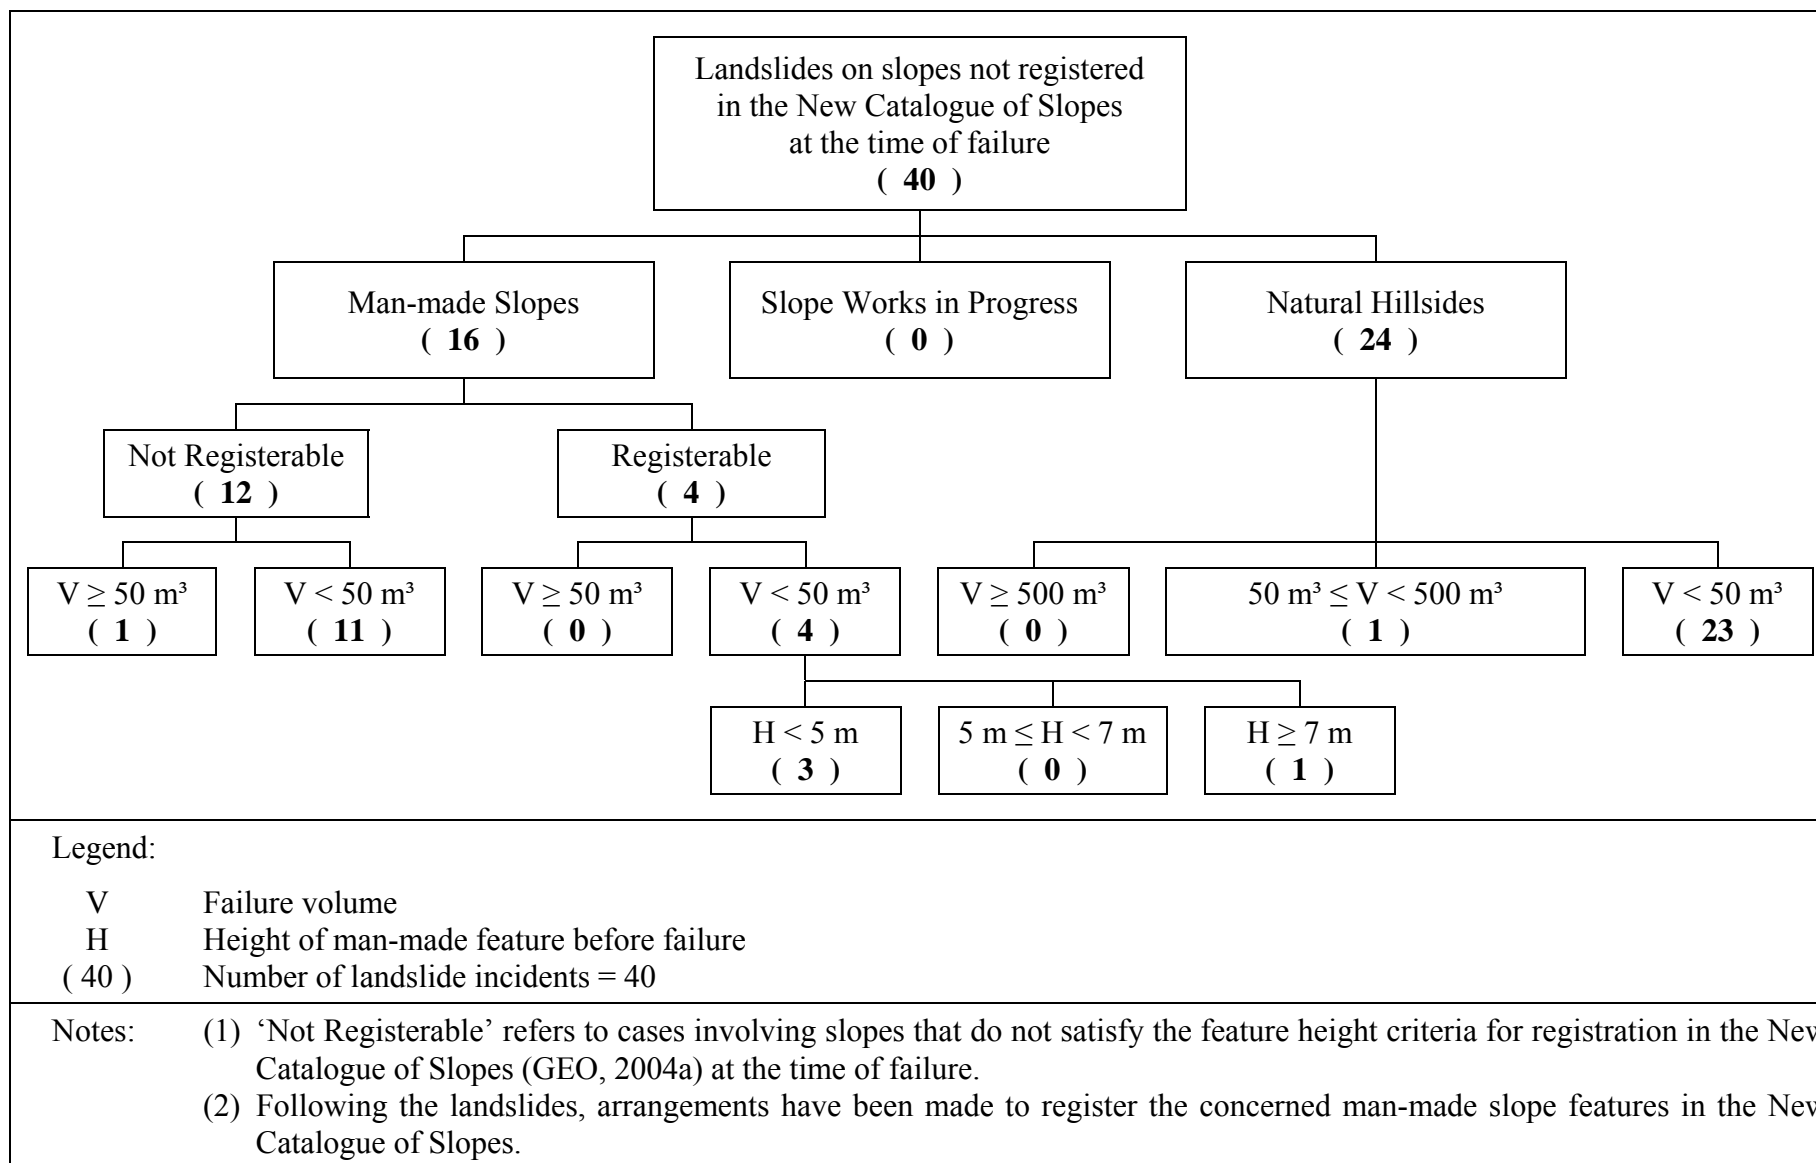 Landslides on slopes not registered
in the New Catalogue of Slopes
at the time of failure
( 40 )
Man-made Slopes
( 16 )
Slope Works in Progress
( 0 )
Natural Hillsides
( 24 )
Not Registerable
( 12 )
Registerable
( 4 )
V ≥ 50 m³
( 1 )
V < 50 m³
( 11 )
V ≥ 50 m³
( 0 )
V < 50 m³
( 4 )
V ≥ 500 m³
( 0 )
50 m³ ≤ V < 500 m³
( 1 )
V < 50 m³
( 23 )
H < 5 m
( 3 )
5 m ≤ H < 7 m
( 0 )
H ≥ 7 m
( 1 )
Legend:
V Failure volume
H Height of man-made feature before failure
( 40 ) Number of landslide incidents = 40
Notes: (1) ‘Not Registerable’ refers to cases involving slopes that do not satisfy the feature height criteria for registration in the New
Catalogue of Slopes (GEO, 2004a) at the time of failure.
(2) Following the landslides, arrangements have been made to register the concerned man-made slope features in the New
Catalogue of Slopes.